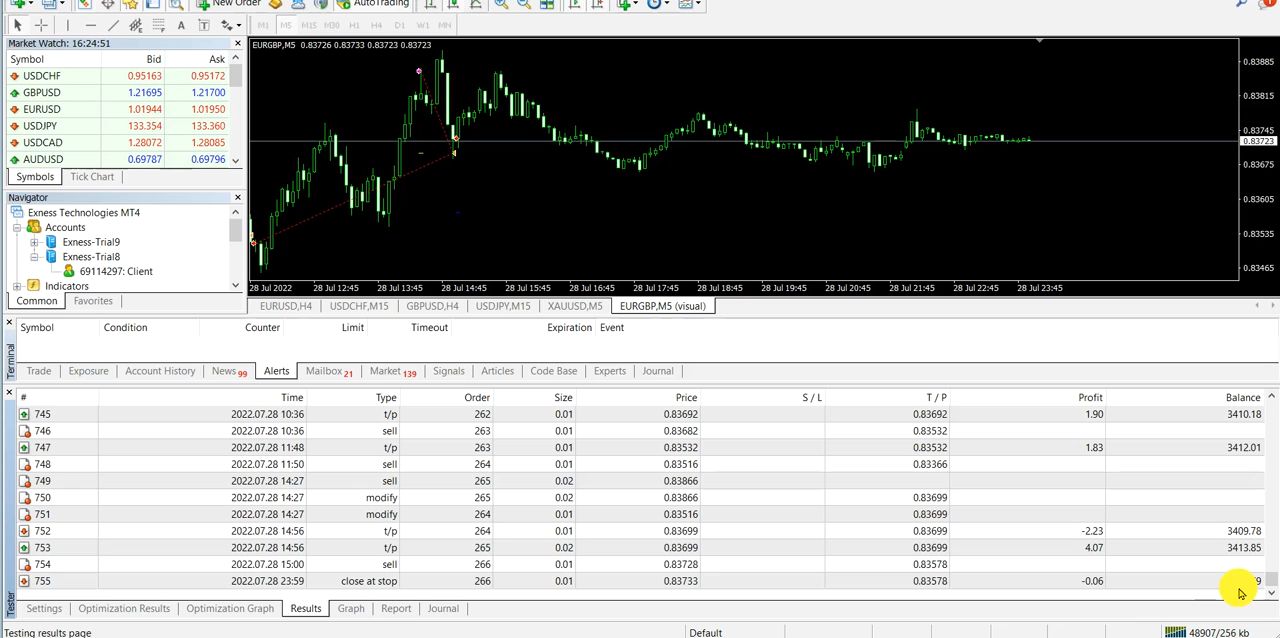 New Order AutoTrading
M1 M5 M15 M30 H1 H4 D1 W1 MN
Market Watch: 16:24:51
Symbol Bid Ask
USDCHF 0.95163 0.95172
GBPUSD 1.21695 1.21700
EURUSD 1.01944 1.01950
USDJPY 133.354 133.360
USDCAD 1.28072 1.28085
AUDUSD 0.69787 0.69796
Symbols Tick Chart
Navigator
Exness Technologies MT4
Accounts
Exness-Trial9
Exness-Trial8
69114297: Client
Indicators
Common Favorites
EURGBP,M5 0.83726 0.83733 0.83723 0.83723
0.83885
0.83815
0.83745
0.83723
0.83675
0.83605
0.83535
0.83465
28 Jul 2022 28 Jul 12:45 28 Jul 13:45 28 Jul 14:45 28 Jul 15:45 28 Jul 16:45 28 Jul 17:45 28 Jul 18:45 28 Jul 19:45 28 Jul 20:45 28 Jul 21:45 28 Jul 22:45 28 Jul 23:45
EURUSD,H4 USDCHF,M15 GBPUSD,H4 USDJPY,M15 XAUUSD,M5 EURGBP,M5 (visual)
Symbol Condition Counter Limit Timeout Expiration Event
Terminal
Trade Exposure Account History News 99 Alerts Mailbox 21 Market 139 Signals Articles Code Base Experts Journal
# Time Type Order Size Price S / L T / P Profit Balance
745 2022.07.28 10:36 t/p 262 0.01 0.83692 0.83692 1.90 3410.18
746 2022.07.28 10:36 sell 263 0.01 0.83682 0.83532
747 2022.07.28 11:48 t/p 263 0.01 0.83532 0.83532 1.83 3412.01
748 2022.07.28 11:50 sell 264 0.01 0.83516 0.83366
749 2022.07.28 14:27 sell 265 0.02 0.83866
750 2022.07.28 14:27 modify 265 0.02 0.83866 0.83699
751 2022.07.28 14:27 modify 264 0.01 0.83516 0.83699
752 2022.07.28 14:56 t/p 264 0.01 0.83699 0.83699 -2.23 3409.78
753 2022.07.28 14:56 t/p 265 0.02 0.83699 0.83699 4.07 3413.85
754 2022.07.28 15:00 sell 266 0.01 0.83728 0.83578
755 2022.07.28 23:59 close at stop 266 0.01 0.83733 0.83578 -0.06
Tester
Settings Optimization Results Optimization Graph Results Graph Report Journal
Testing results page Default 48907/256 kb